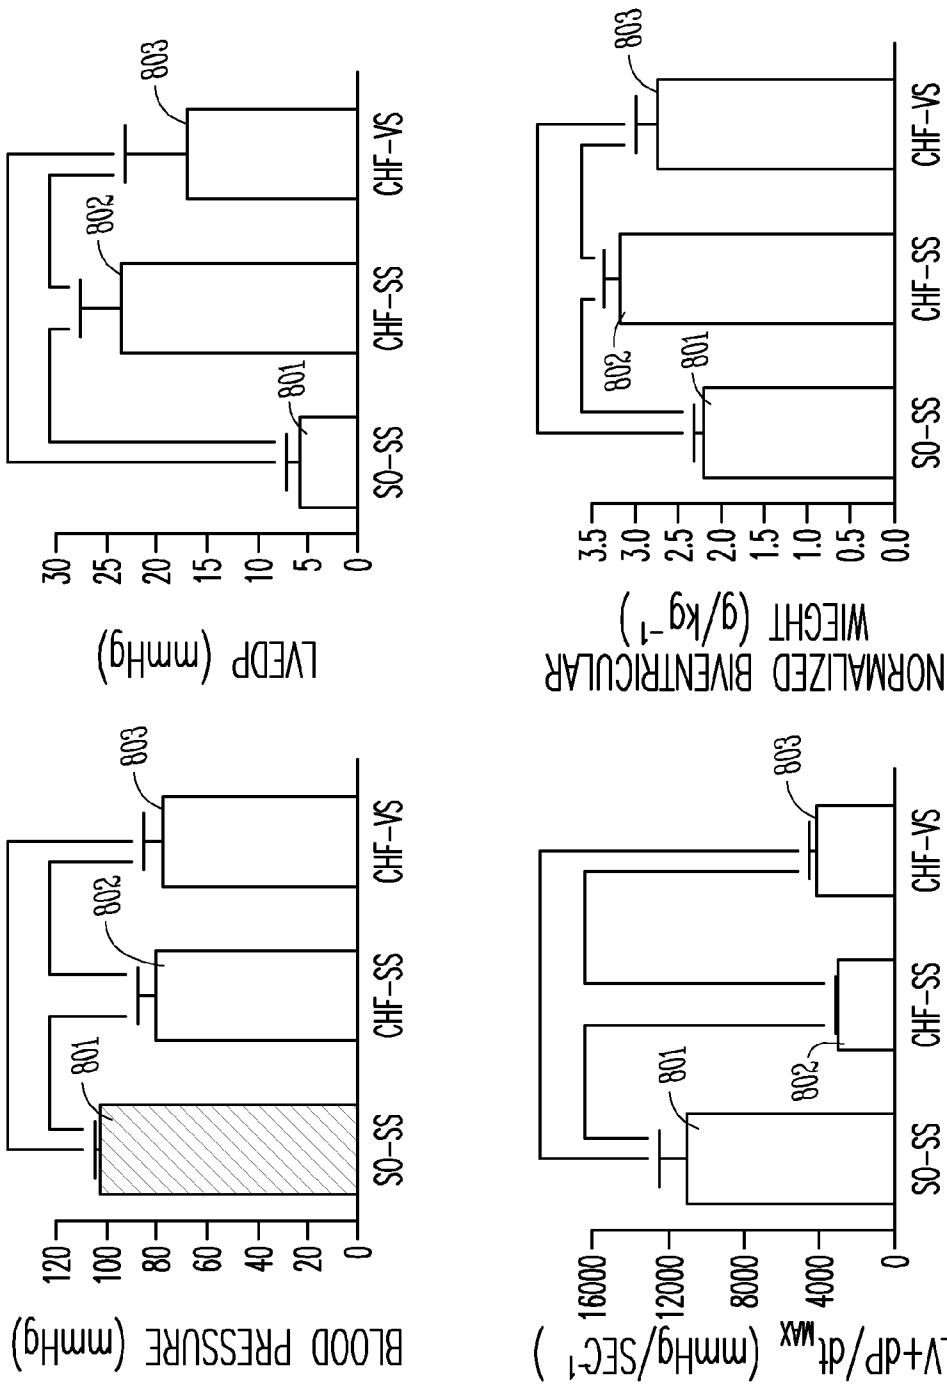 BLOOD PRESSURE
(mmHg)
120
100
80
60
40
20
0
801
802
803
SO-SS
CHF-SS
CHF-VS
LVEDP (mmHg)
30
25
20
15
10
5
0
801
802
803
SO-SS
CHF-SS
CHF-VS
LV+dP/dt MAX
(mmHg/SEC-1)
16000
12000
8000
4000
0
801
802
803
SO-SS
CHF-SS
CHF-VS
NORMALIZED BIVENTRICULAR
WIEGHT (g/kg-1)
3.5
3.0
2.5
2.0
1.5
1.0
0.5
0.0
801
802
803
SO-SS
CHF-SS
CHF-VS